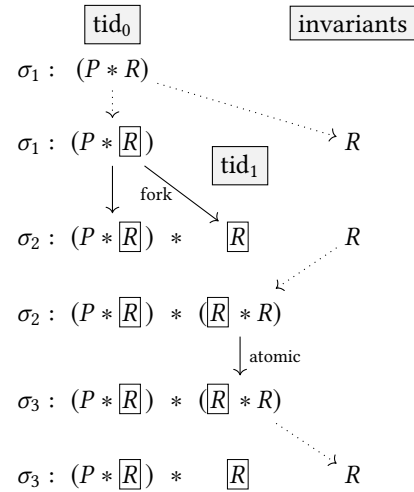 tid₀ invariants
σ₁ : (P ∗ R)
σ₁ : (P ∗ R) R
tid₁
fork
σ₂ : (P ∗ R) ∗ R R
σ₂ : (P ∗ R) ∗ (R ∗ R)
atomic
σ₃ : (P ∗ R) ∗ (R ∗ R)
σ₃ : (P ∗ R) ∗ R R